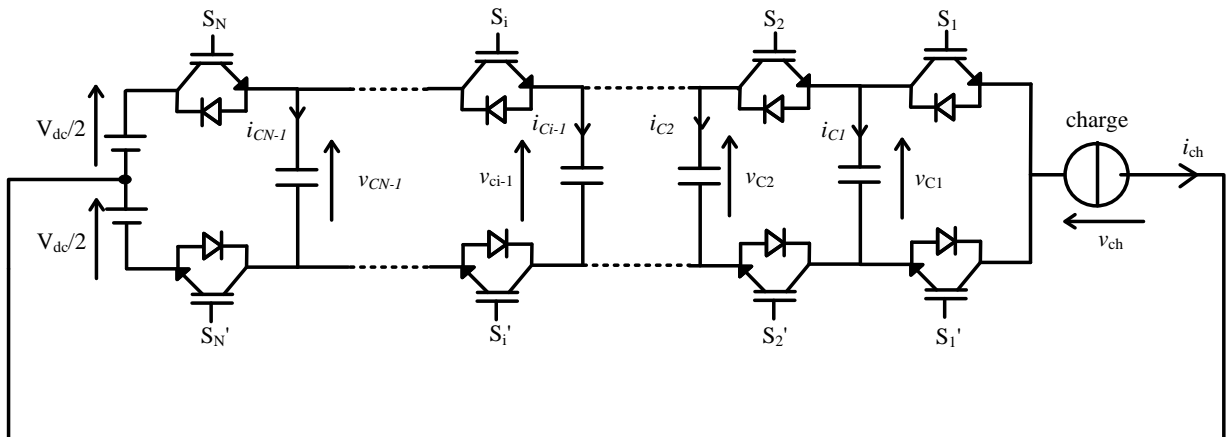 S_N S_i S_2 S_1
V_dc/2 i_CN-1 i_Ci-1 i_C2 i_C1 charge i_ch
v_CN-1 v_ci-1 v_C2 v_C1
V_dc/2 v_ch
S_N' S_i' S_2' S_1'